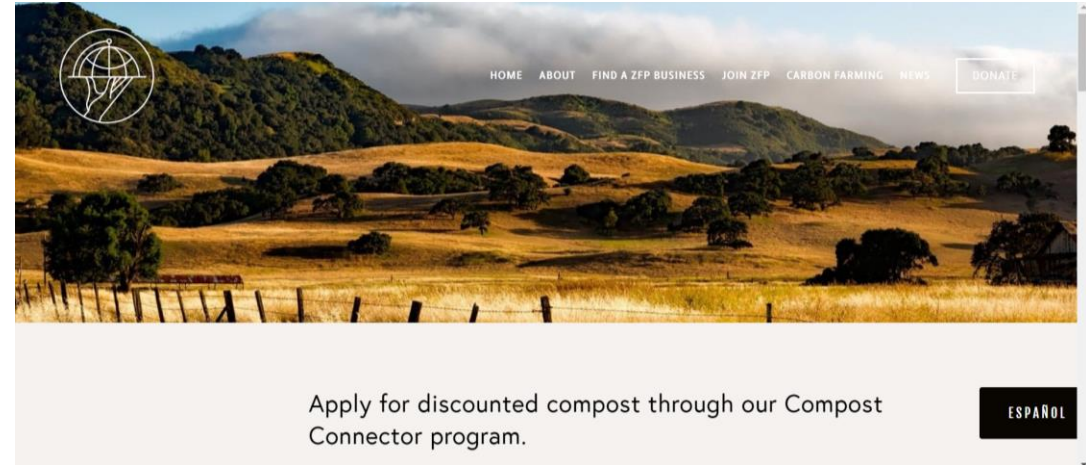 HOME ABOUT FIND A ZFP BUSINESS JOIN ZFP CARBON FARMING NEWS DONATE
Apply for discounted compost through our Compost
Connector program.
ESPAÑOL